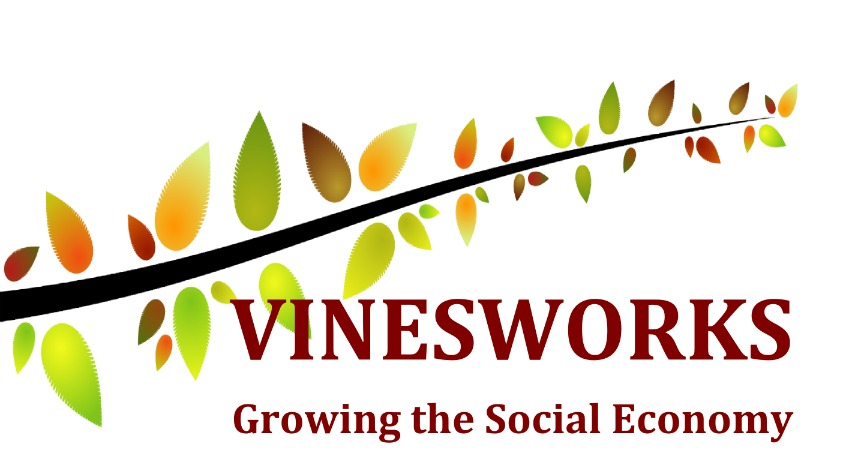 VINESWORKS
Growing the Social Economy